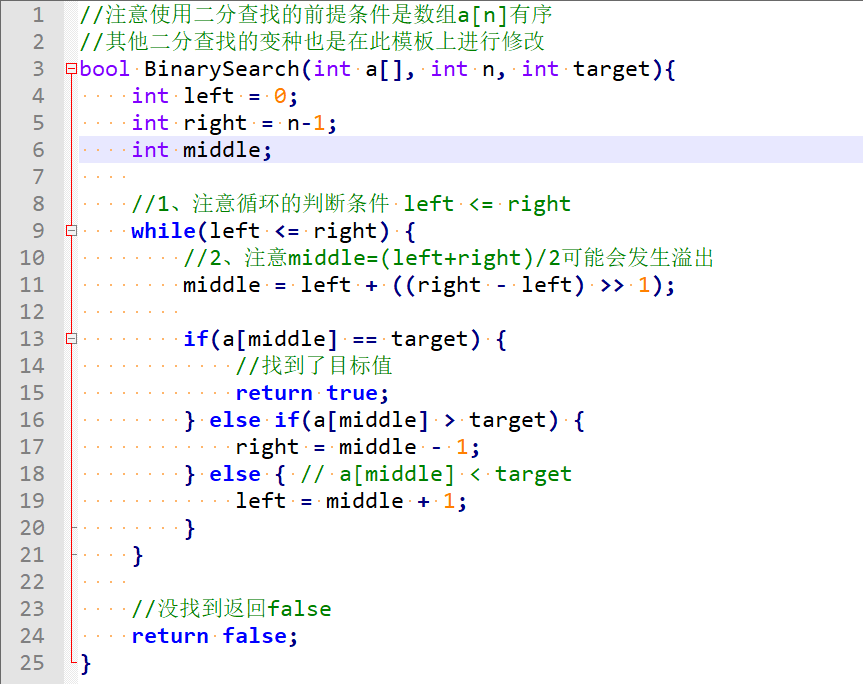 1 //注意使用二分查找的前提条件是数组a[n]有序
2 //其他二分查找的变种也是在此模板上进行修改
3 bool BinarySearch(int a[], int n, int target){
4     int left = 0;
5     int right = n-1;
6     int middle;
7
8     //1、注意循环的判断条件 left <= right
9     while(left <= right) {
10         //2、注意middle=(left+right)/2可能会发生溢出
11         middle = left + ((right - left) >> 1);
12
13         if(a[middle] == target) {
14             //找到了目标值
15             return true;
16         } else if(a[middle] > target) {
17             right = middle - 1;
18         } else { // a[middle] < target
19             left = middle + 1;
20         }
21     }
22
23     //没找到返回false
24     return false;
25 }